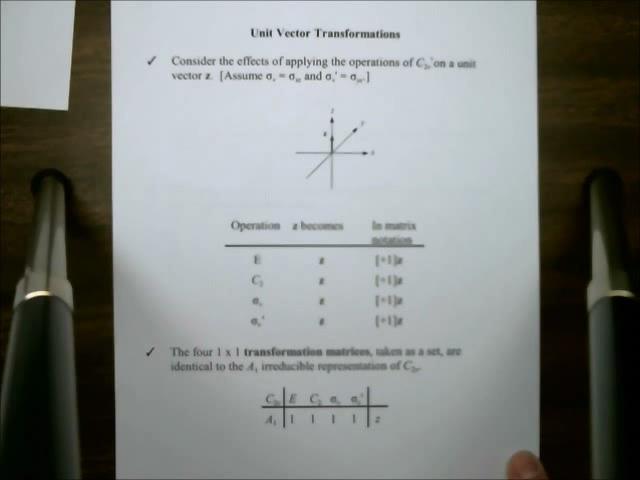 Unit Vector Transformations
✓ Consider the effects of applying the operations of C₂ᵥ on a unit
vector z. [Assume σᵥ = σₓz and σᵥ' = σyz.]
z
y
z
x
Operation z becomes In matrix
notation
E z [+1]z
C₂ z [+1]z
σᵥ z [+1]z
σᵥ' z [+1]z
✓ The four 1 x 1 transformation matrices, taken as a set, are
identical to the A₁ irreducible representation of C₂ᵥ.
C₂ᵥ E C₂ σᵥ σᵥ'
A₁ 1 1 1 1 z